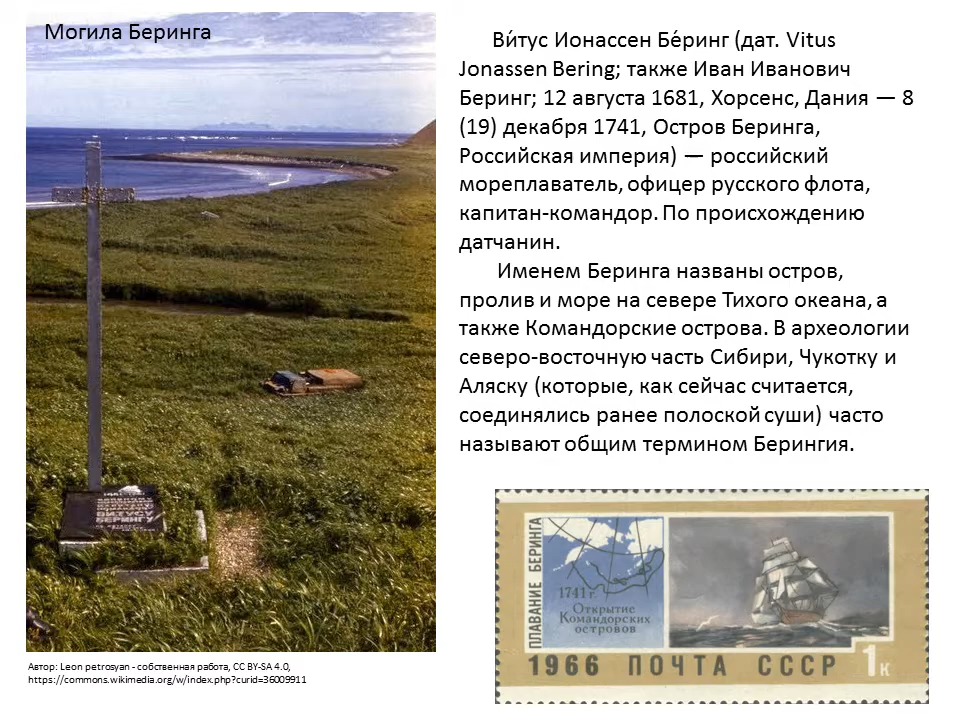 Могила Беринга
Ви́тус Ионассен Бе́ринг (дат. Vitus
Jonassen Bering; также Иван Иванович
Беринг; 12 августа 1681, Хорсенс, Дания — 8
(19) декабря 1741, Остров Беринга,
Российская империя) — российский
мореплаватель, офицер русского флота,
капитан-командор. По происхождению
датчанин.
Именем Беринга названы остров,
пролив и море на севере Тихого океана, а
также Командорские острова. В археологии
северо-восточную часть Сибири, Чукотку и
Аляску (которые, как сейчас считается,
соединялись ранее полоской суши) часто
называют общим термином Берингия.
ВИТУСУ
БЕРИНГУ
ПЛАВАНИЕ БЕРИНГА
1741 г.
Открытие
Командорских
островов
1966 ПОЧТА СССР 1к
Автор: Leon petrosyan - собственная работа, CC BY-SA 4.0,
https://commons.wikimedia.org/w/index.php?curid=36009911